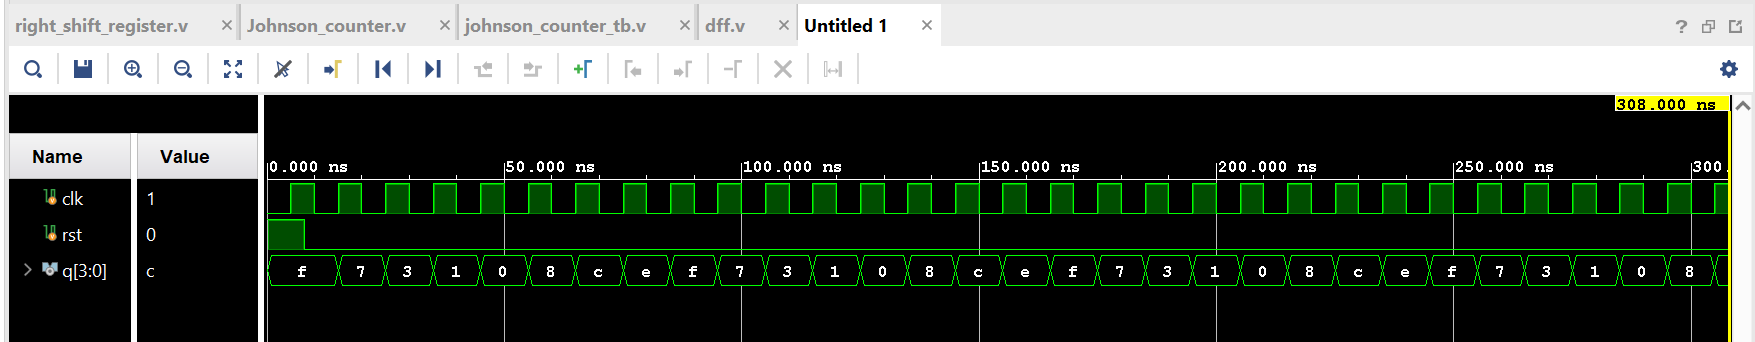 right_shift_register.v × Johnson_counter.v × johnson_counter_tb.v × dff.v × Untitled 1 × ?
308.000 ns
Name Value
0.000 ns 50.000 ns 100.000 ns 150.000 ns 200.000 ns 250.000 ns 300.
clk 1
rst 0
q[3:0] c f 7 3 1 0 8 c e f 7 3 1 0 8 c e f 7 3 1 0 8 c e f 7 3 1 0 8